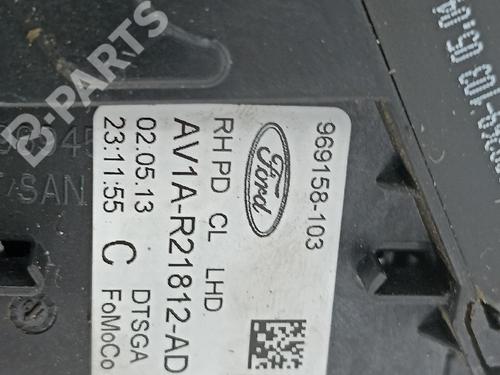 B-PARTS
969158-103
Ford
RH PD CL LHD
AV1A-R21812-AD
02.05.13 DTSGA
23:11:55 C FoMoCo